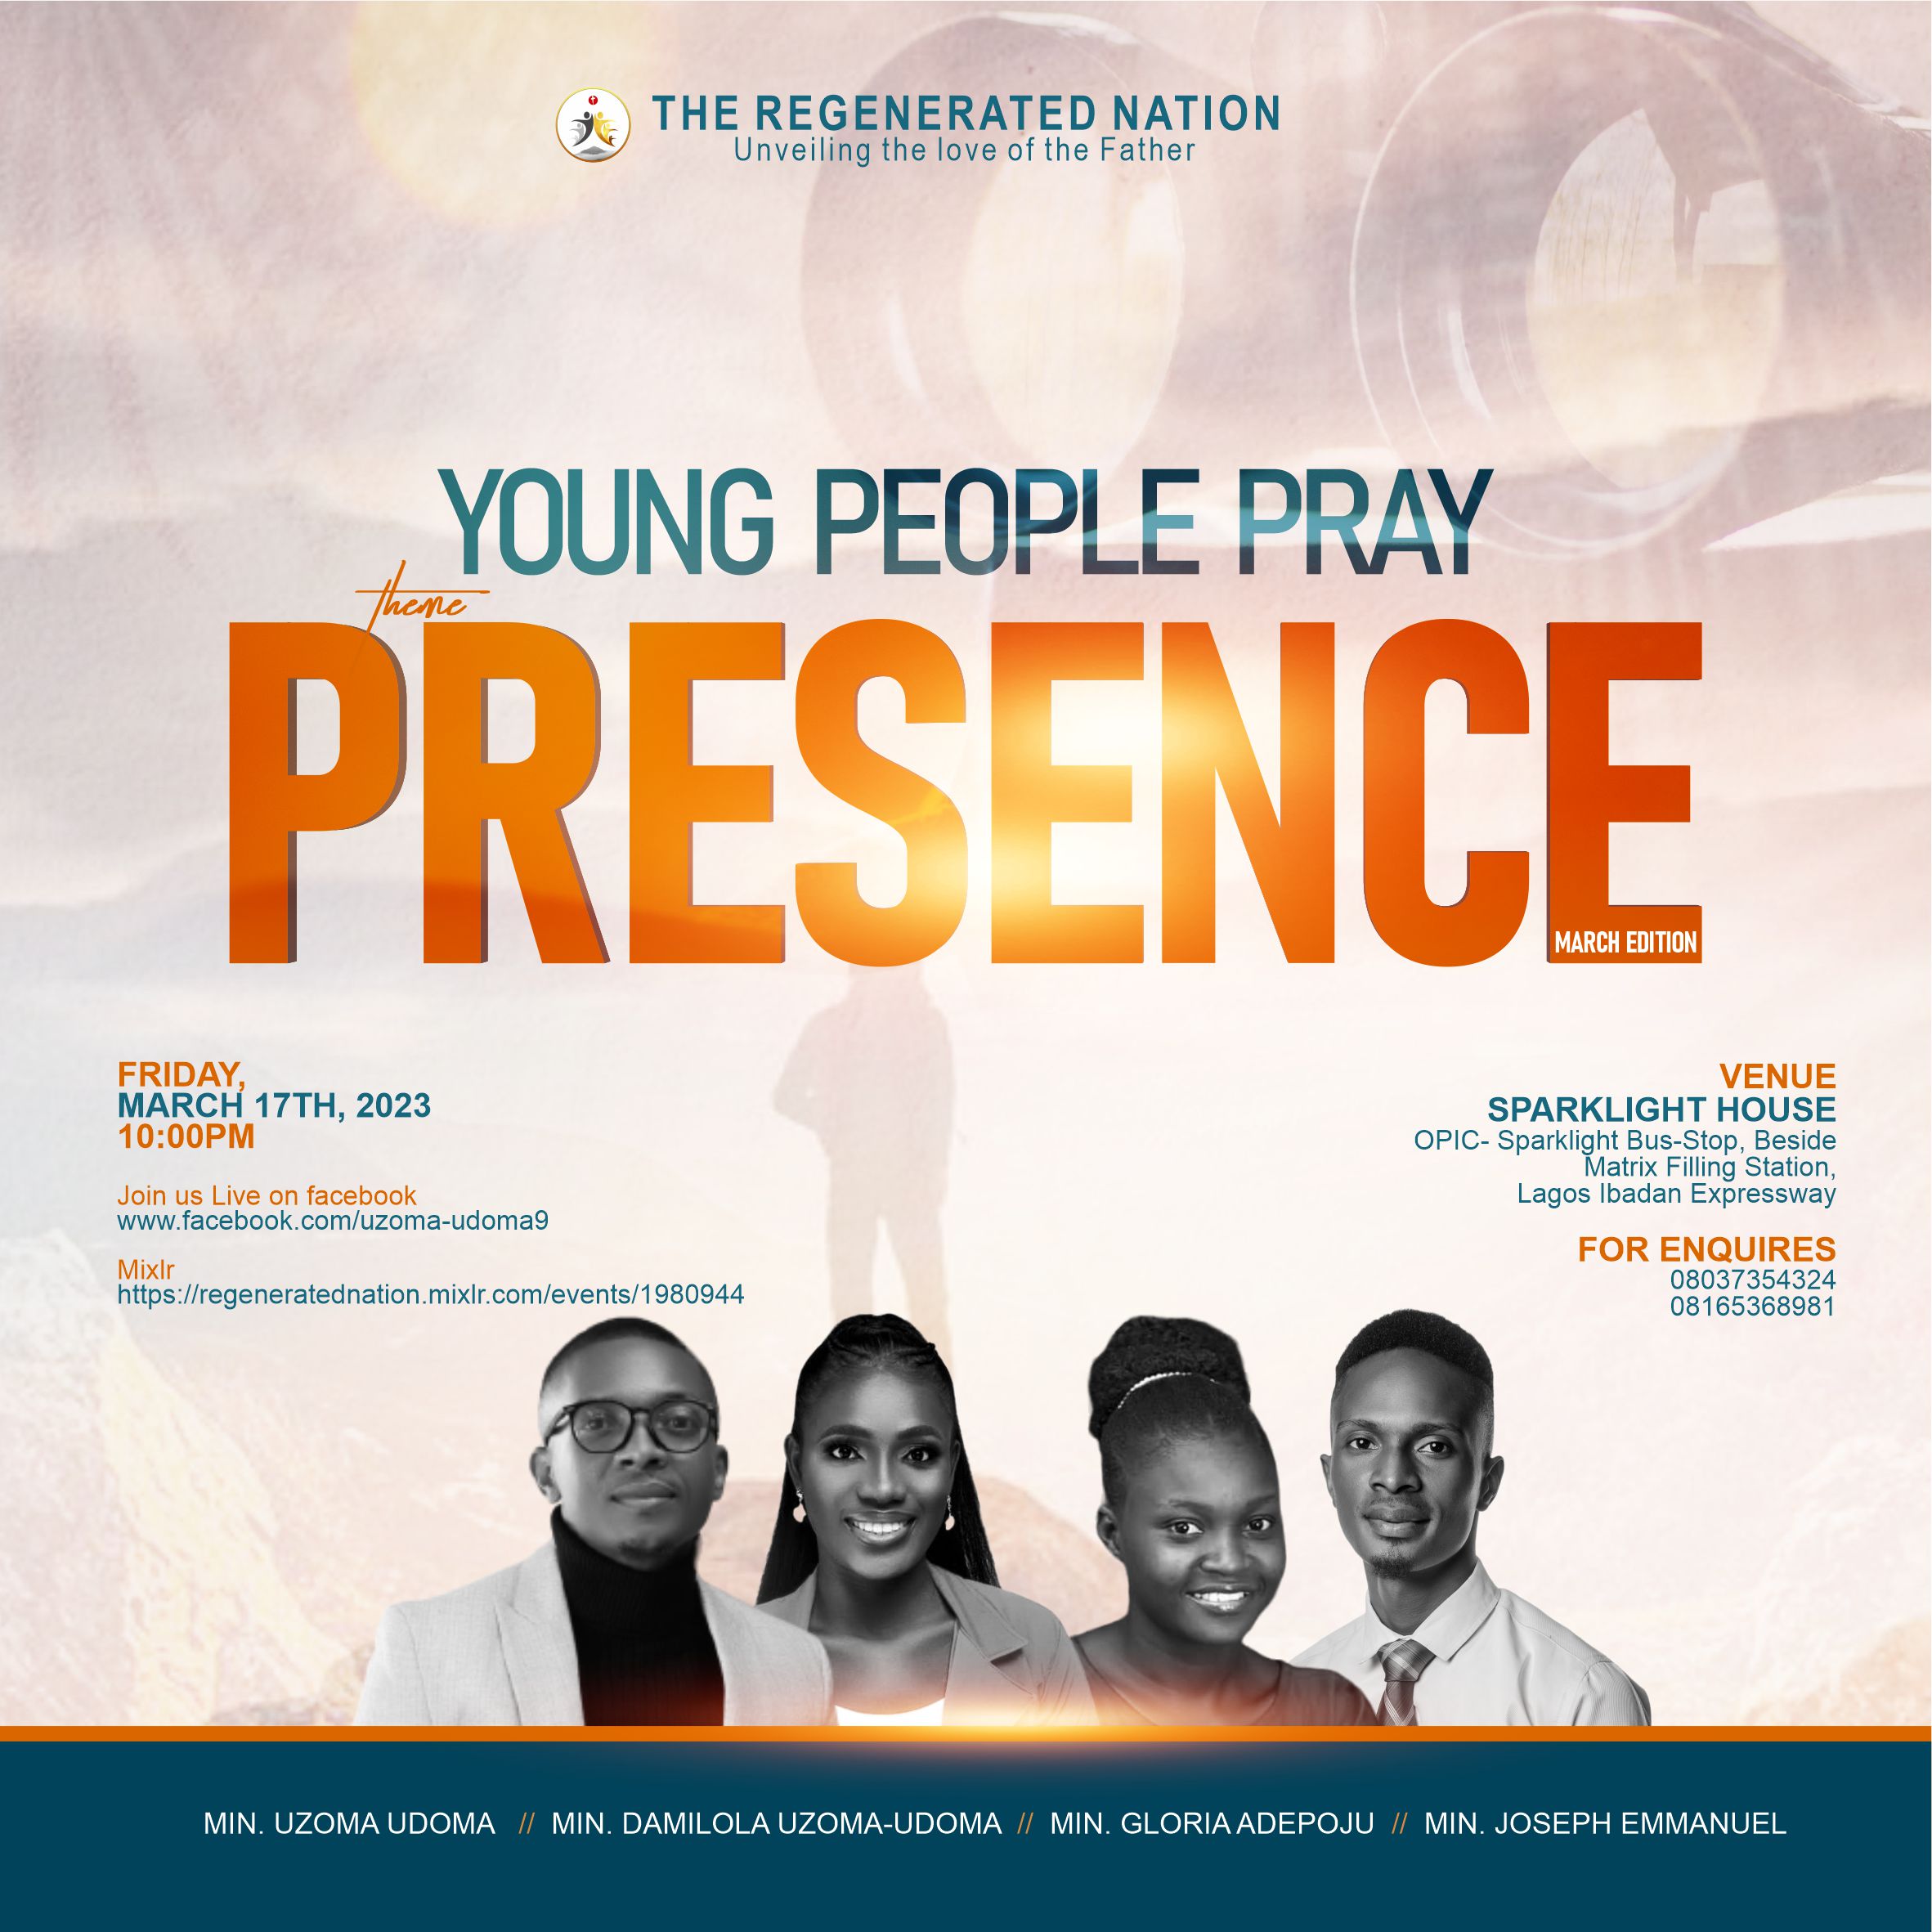 THE REGENERATED NATION
Unveiling the love of the Father
YOUNG PEOPLE PRAY
theme
PRESENCE
MARCH EDITION
FRIDAY,
MARCH 17TH, 2023
10:00PM
Join us Live on facebook
www.facebook.com/uzoma-udoma9
Mixlr
https://regeneratednation.mixlr.com/events/1980944
VENUE
SPARKLIGHT HOUSE
OPIC- Sparklight Bus-Stop, Beside
Matrix Filling Station,
Lagos Ibadan Expressway
FOR ENQUIRES
08037354324
08165368981
MIN. UZOMA UDOMA // MIN. DAMILOLA UZOMA-UDOMA // MIN. GLORIA ADEPOJU // MIN. JOSEPH EMMANUEL